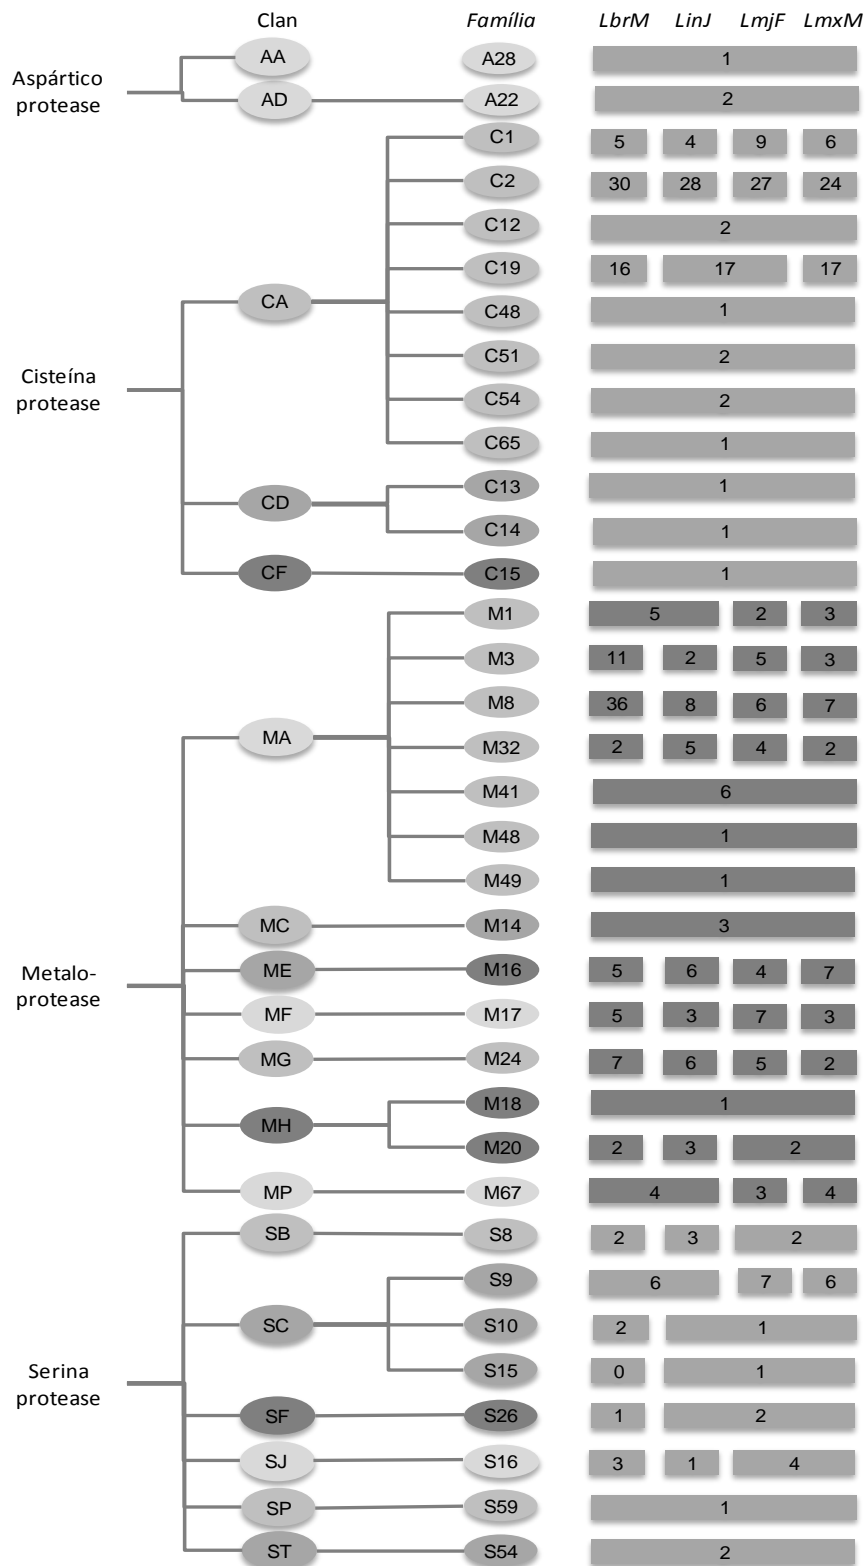 Clan Família LbrM LinJ LmjF LmxM
AA A28 1
Aspártico
protease
AD A22 2
C1 5 4 9 6
C2 30 28 27 24
C12 2
C19 16 17 17
CA C48 1
C51 2
Cisteína
protease
C54 2
C65 1
C13 1
CD
C14 1
CF C15 1
M1 5 2 3
M3 11 2 5 3
M8 36 8 6 7
MA
M32 2 5 4 2
M41 6
M48 1
M49 1
MC M14 3
Metalo-
protease
ME M16 5 6 4 7
MF M17 5 3 7 3
MG M24 7 6 5 2
M18 1
MH
M20 2 3 2
MP M67 4 3 4
SB S8 2 3 2
S9 6 7 6
SC S10 2 1
S15 0 1
Serina
protease
SF S26 1 2
SJ S16 3 1 4
SP S59 1
ST S54 2